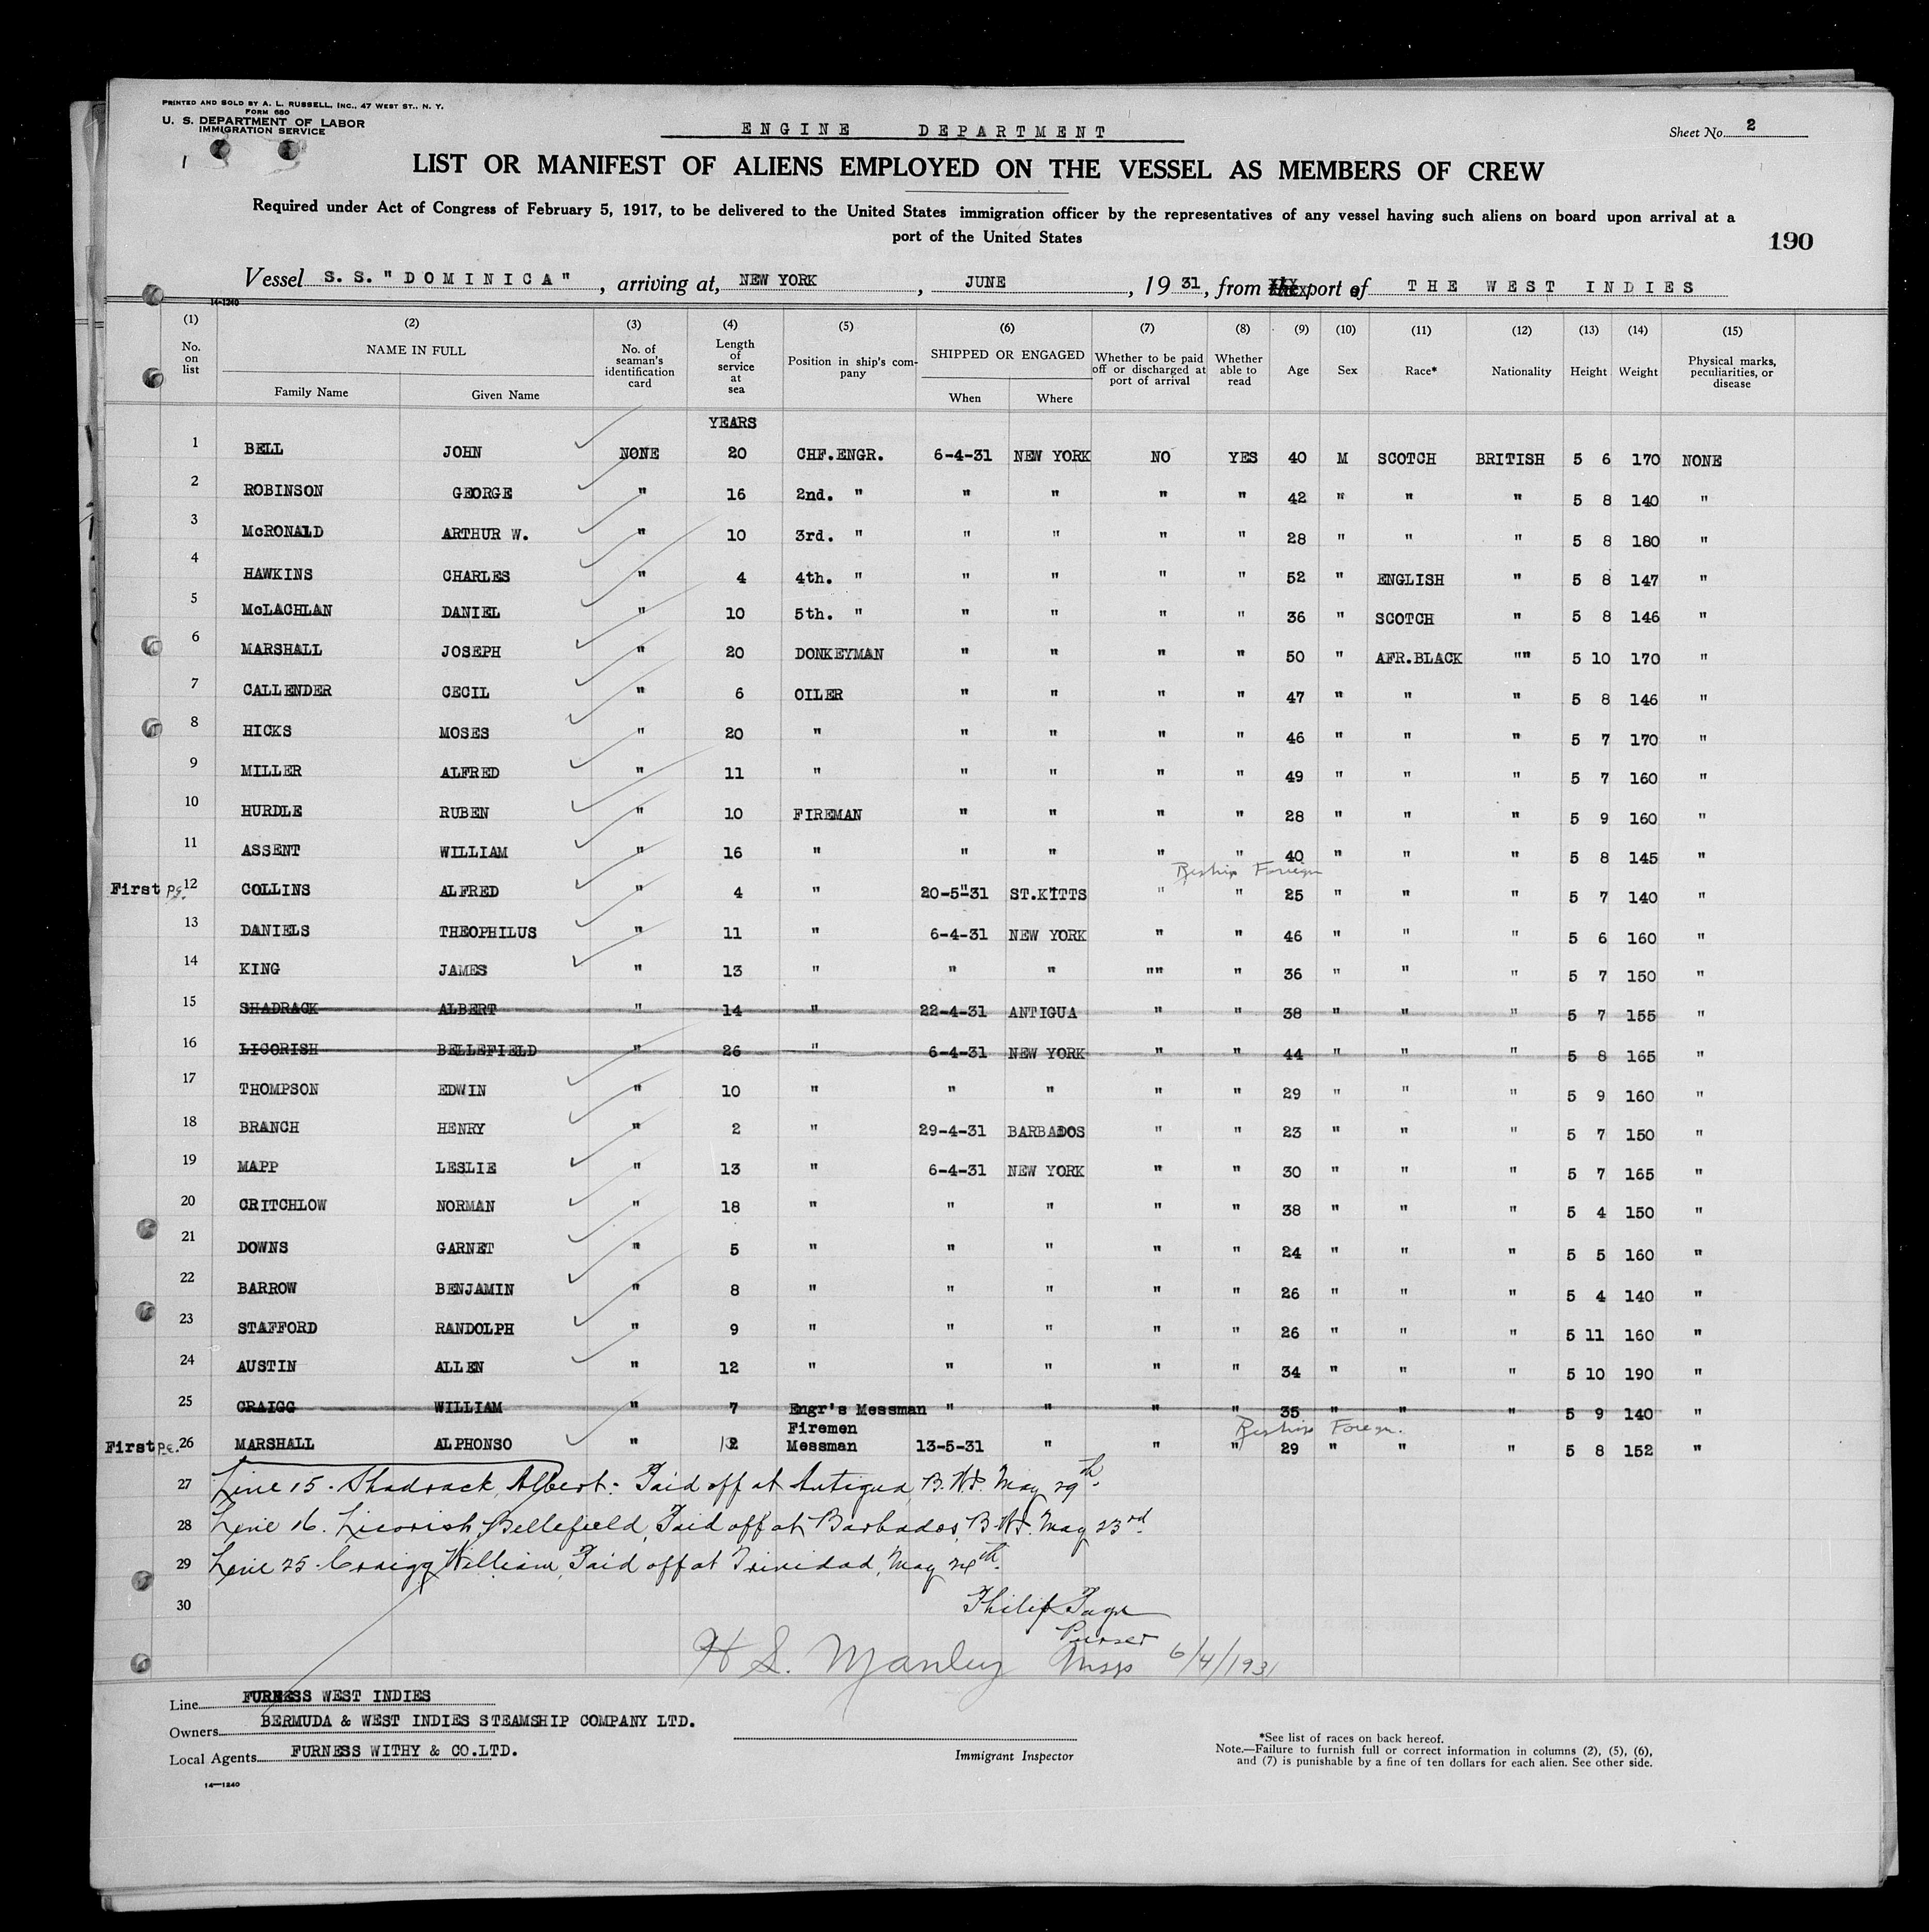 PRINTED AND SOLD BY A. L. RUSSELL, INC., 47 WEST ST., N. Y.
FORM 680
U. S. DEPARTMENT OF LABOR
IMMIGRATION SERVICE
1
ENGINE DEPARTMENT
Sheet No. 2
LIST OR MANIFEST OF ALIENS EMPLOYED ON THE VESSEL AS MEMBERS OF CREW
Required under Act of Congress of February 5, 1917, to be delivered to the United States immigration officer by the representatives of any vessel having such aliens on board upon arrival at a
port of the United States
190
Vessel S. S. "DOMINICA", arriving at, NEW YORK, JUNE, 19 31, from the port of THE WEST INDIES
14-1240
(1) (2) (3) (4) (5) (6) (7) (8) (9) (10) (11) (12) (13) (14) (15)
No. on list NAME IN FULL Family Name Given Name No. of seaman's identification card Length of service at sea Position in ship's company SHIPPED OR ENGAGED When Where Whether to be paid off or discharged at port of arrival Whether able to read Age Sex Race* Nationality Height Weight Physical marks, peculiarities, or disease
YEARS
1 BELL JOHN NONE 20 CHF.ENGR. 6-4-31 NEW YORK NO YES 40 M SCOTCH BRITISH 5 6 170 NONE
2 ROBINSON GEORGE " 16 2nd. " " " " " 42 " " " 5 8 140 "
3 McRONALD ARTHUR W. " 10 3rd. " " " " " 28 " " " 5 8 180 "
4 HAWKINS CHARLES " 4 4th. " " " " " 52 " ENGLISH " 5 8 147 "
5 McLACHLAN DANIEL " 10 5th. " " " " " 36 " SCOTCH " 5 8 146 "
6 MARSHALL JOSEPH " 20 DONKEYMAN " " " " 50 " AFR.BLACK "" 5 10 170 "
7 CALLENDER CECIL " 6 OILER " " " " 47 " " " 5 8 146 "
8 HICKS MOSES " 20 " " " " " 46 " " " 5 7 170 "
9 MILLER ALFRED " 11 " " " " " 49 " " " 5 7 160 "
10 HURDLE RUBEN " 10 FIREMAN " " " " 28 " " " 5 9 160 "
11 ASSENT WILLIAM " 16 " " " " " 40 " " " 5 8 145 "
Reship Foreign
First pg. 12 COLLINS ALFRED " 4 " 20-5-31 ST.KITTS " " 25 " " " 5 7 140 "
13 DANIELS THEOPHILUS " 11 " 6-4-31 NEW YORK " " 46 " " " 5 6 160 "
14 KING JAMES " 13 " " " "" " 36 " " " 5 7 150 "
15 SHADRACK ALBERT " 14 " 22-4-31 ANTIGUA " " 38 " " " 5 7 155 "
16 LICORISH BELLEFIELD " 26 " 6-4-31 NEW YORK " " 44 " " " 5 8 165 "
17 THOMPSON EDWIN " 10 " " " " " 29 " " " 5 9 160 "
18 BRANCH HENRY " 2 " 29-4-31 BARBADOS " " 23 " " " 5 7 150 "
19 MAPP LESLIE " 13 " 6-4-31 NEW YORK " " 30 " " " 5 7 165 "
20 CRITCHLOW NORMAN " 18 " " " " " 38 " " " 5 4 150 "
21 DOWNS GARNET " 5 " " " " " 24 " " " 5 5 160 "
22 BARROW BENJAMIN " 8 " " " " " 26 " " " 5 4 140 "
23 STAFFORD RANDOLPH " 9 " " " " " 26 " " " 5 11 160 "
24 AUSTIN ALLEN " 12 " " " " " 34 " " " 5 10 190 "
25 CRAIGG WILLIAM " 7 Engr's Messman " " " " 35 " " " 5 9 140 "
Reship Foreign.
First pg. 26 MARSHALL ALPHONSO " 2 Firemen Messman 13-5-31 " " " 29 " " " 5 8 152 "
27 Line 15. Shadrack, Albert. Paid off at Antigua, B.W.I. May 29th.
28 Line 16. Licorish, Bellefield, Paid off at Barbados, B.W.I. May 23rd.
29 Line 25. Craigg William, Paid off at Trinidad, May 24th.
30 Philip
Purser
H S. Manley 6/4/1931
Line FURNESS WEST INDIES
Owners BERMUDA & WEST INDIES STEAMSHIP COMPANY LTD.
Local Agents FURNESS WITHY & CO.LTD.
Immigrant Inspector
*See list of races on back hereof.
Note.—Failure to furnish full or correct information in columns (2), (5), (6),
and (7) is punishable by a fine of ten dollars for each alien. See other side.
14-1240